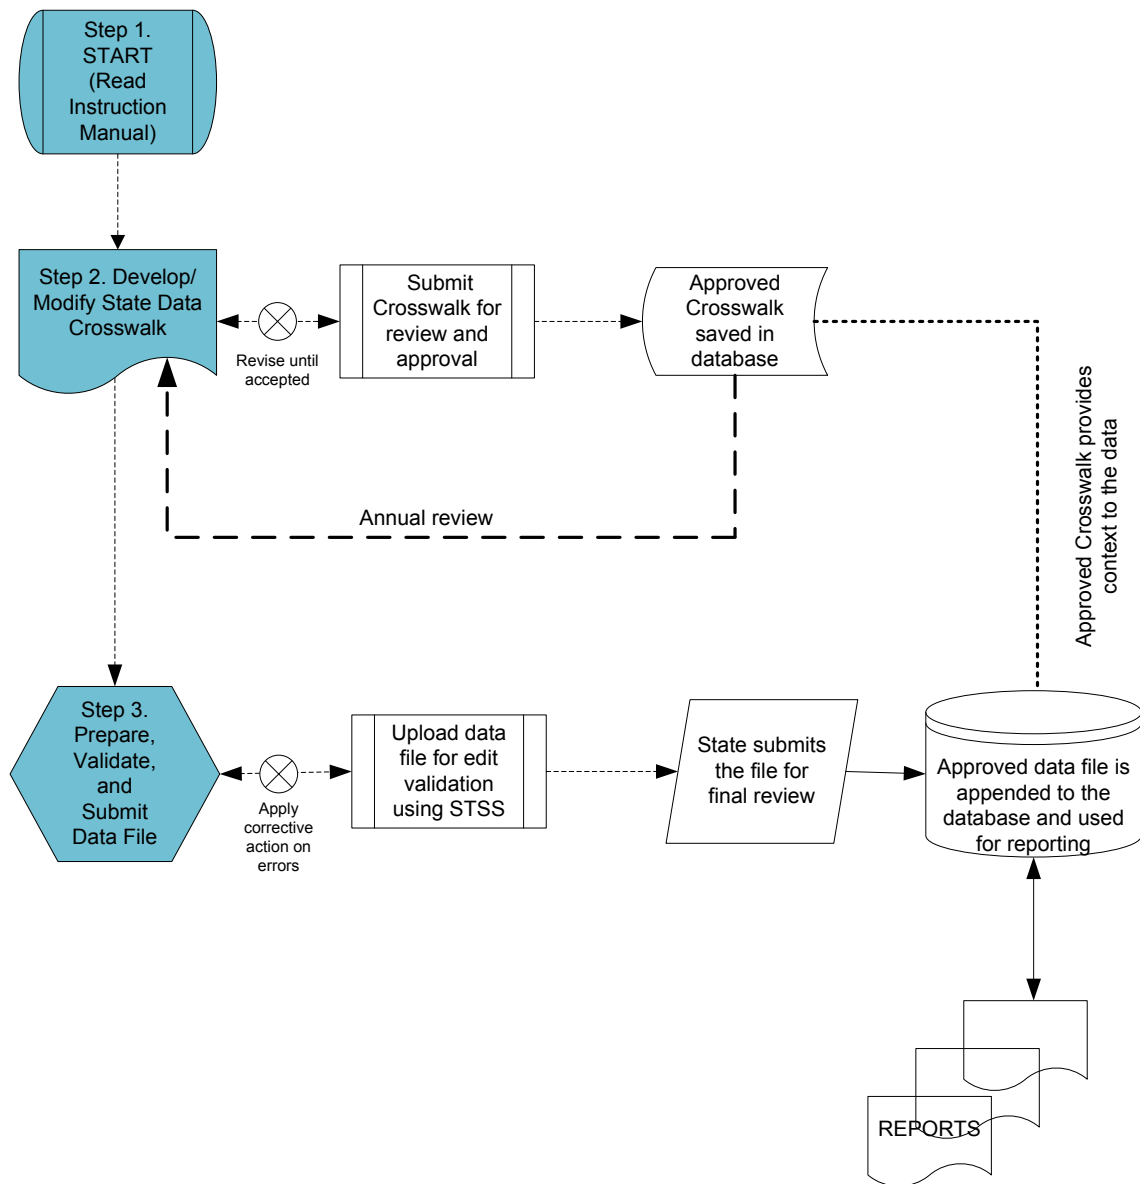 Step 1.
START
(Read
Instruction
Manual)
Step 2. Develop/
Modify State Data
Crosswalk
Revise until
accepted
Submit
Crosswalk for
review and
approval
Approved
Crosswalk
saved in
database
Annual review
Approved Crosswalk provides
context to the data
Step 3.
Prepare,
Validate,
and
Submit
Data File
Apply
corrective
action on
errors
Upload data
file for edit
validation
using STSS
State submits
the file for
final review
Approved data file is
appended to the
database and used
for reporting
REPORTS